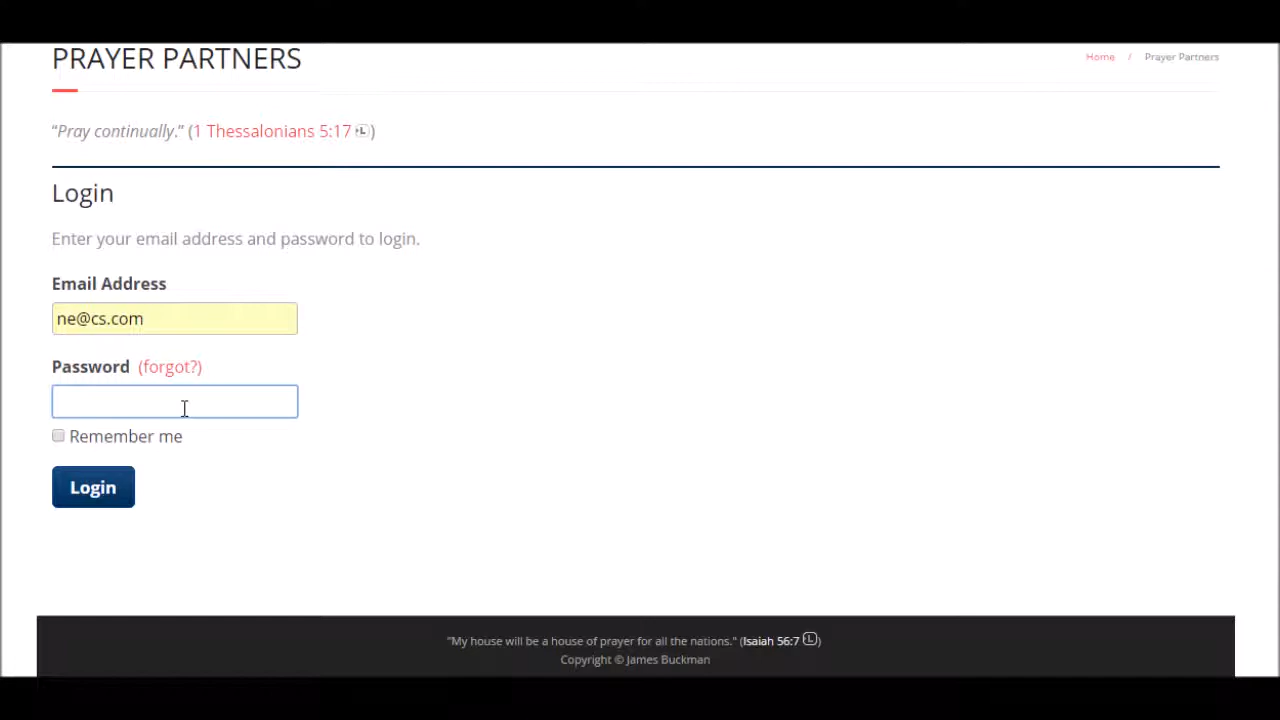 PRAYER PARTNERS
Home / Prayer Partners
“Pray continually.” (1 Thessalonians 5:17)
Login
Enter your email address and password to login.
Email Address
ne@cs.com
Password (forgot?)
Remember me
Login
"My house will be a house of prayer for all the nations." (Isaiah 56:7)
Copyright © James Buckman